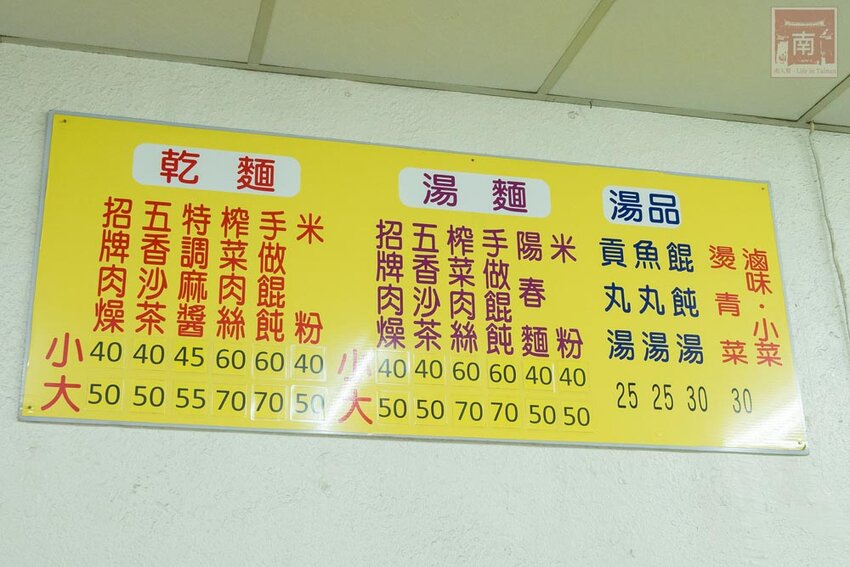 乾麵
招牌肉燥
五香沙茶
特調麻醬
榨菜肉絲
手做餛飩
米粉
小 40 40 45 60 60 40
大 50 50 55 70 70 50
湯麵
招牌肉燥
五香沙茶
榨菜肉絲
手做餛飩
陽春麵
米粉
小 40 40 60 60 40 40
大 50 50 70 70 50 50
湯品
貢丸湯
魚丸湯
餛飩湯
25 25 30
燙青菜
30
滷味·小菜
南